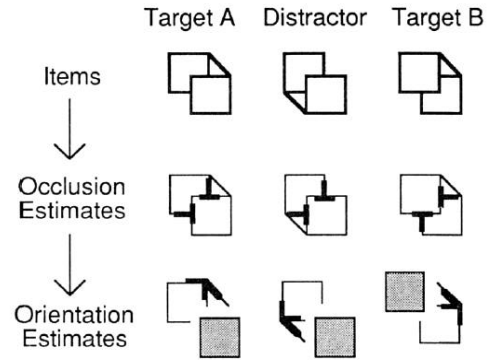 Target A Distractor Target B
Items
Occlusion
Estimates
Orientation
Estimates